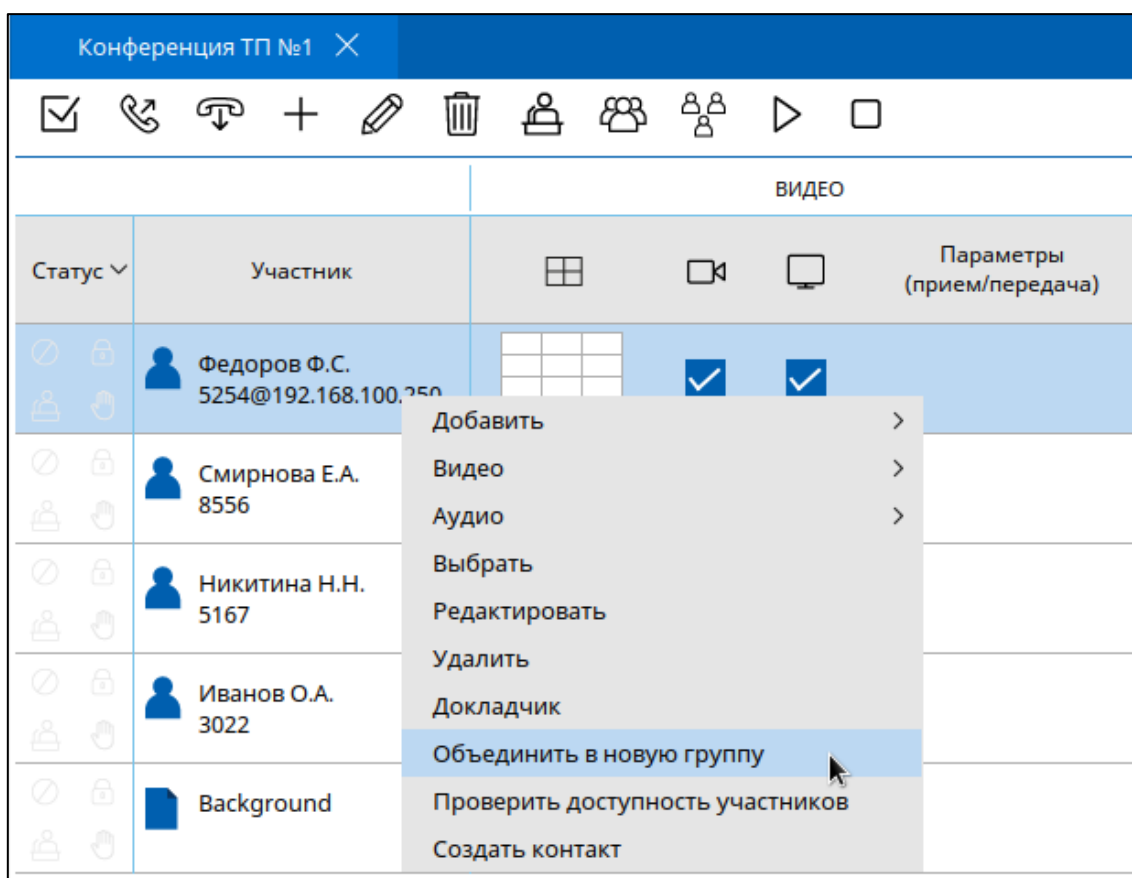 Конференция ТП №1
ВИДЕО
Статус
Участник
Параметры
(прием/передача)
Федоров Ф.С.
5254@192.168.100.250
Добавить
Видео
Смирнова Е.А.
8556
Аудио
Выбрать
Никитина Н.Н.
5167
Редактировать
Удалить
Иванов О.А.
3022
Докладчик
Объединить в новую группу
Background
Проверить доступность участников
Создать контакт